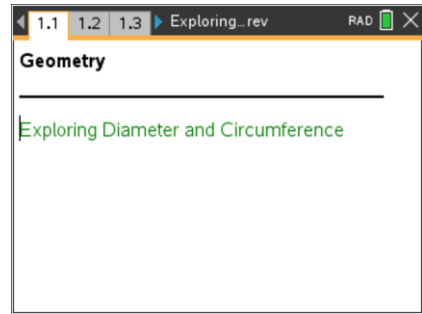 1.1 1.2 1.3 Exploring...rev RAD
Geometry
Exploring Diameter and Circumference